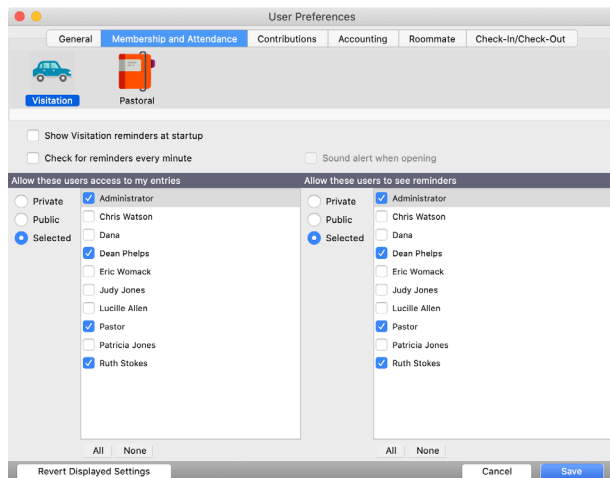 User Preferences
General Membership and Attendance Contributions Accounting Roommate Check-In/Check-Out
Visitation Pastoral
Show Visitation reminders at startup
Check for reminders every minute Sound alert when opening
Allow these users access to my entries Allow these users to see reminders
Private Administrator Private Administrator
Public Chris Watson Public Chris Watson
Selected Dana Selected Dana
Dean Phelps Dean Phelps
Eric Womack Eric Womack
Judy Jones Judy Jones
Lucille Allen Lucille Allen
Pastor Pastor
Patricia Jones Patricia Jones
Ruth Stokes Ruth Stokes
All None All None
Revert Displayed Settings Cancel Save